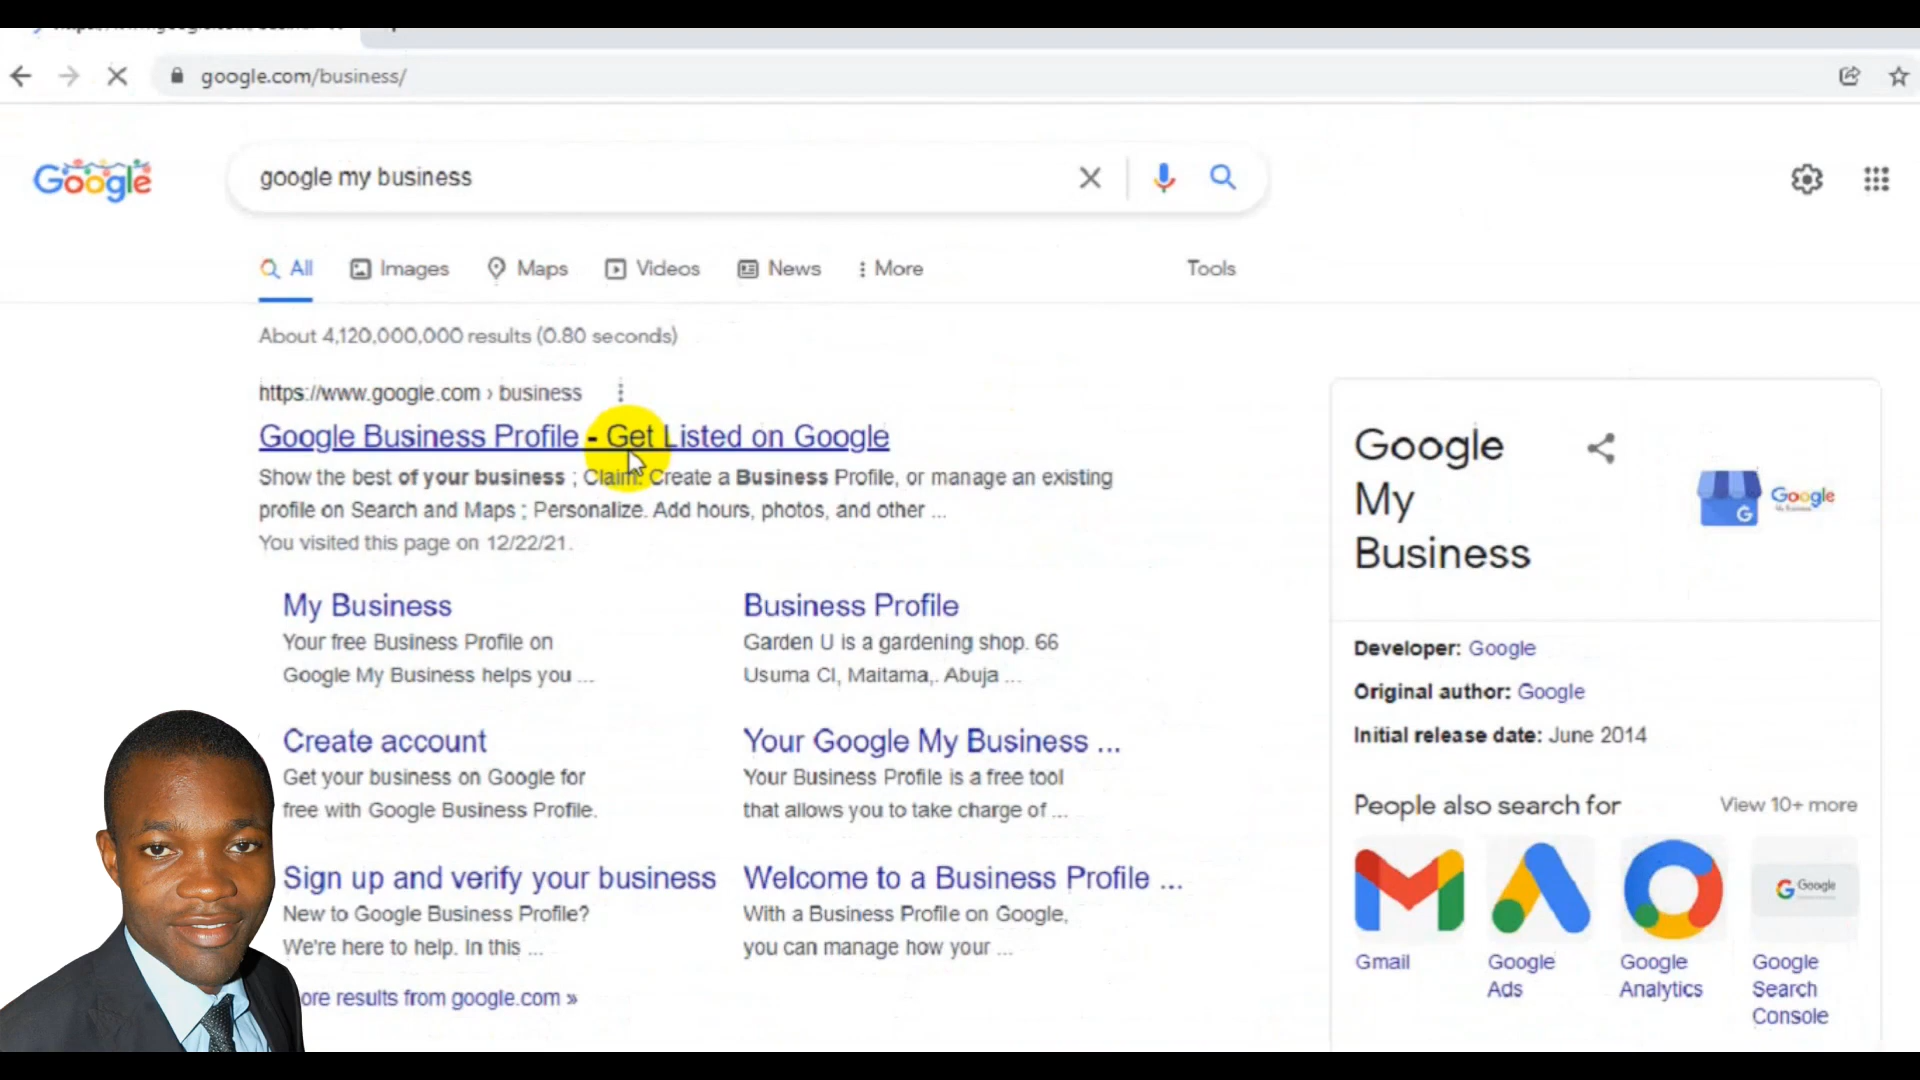 google.com/business/
Google
google my business
All Images Maps Videos News More Tools
About 4,120,000,000 results (0.80 seconds)
https://www.google.com › business
Google Business Profile - Get Listed on Google
Show the best of your business ; Claim. Create a Business Profile, or manage an existing
profile on Search and Maps ; Personalize. Add hours, photos, and other ...
You visited this page on 12/22/21.
My Business
Your free Business Profile on
Google My Business helps you ...
Business Profile
Garden U is a gardening shop. 66
Usuma Cl, Maitama,. Abuja ...
Create account
Get your business on Google for
free with Google Business Profile.
Your Google My Business ...
Your Business Profile is a free tool
that allows you to take charge of ...
Sign up and verify your business
New to Google Business Profile?
We're here to help. In this ...
Welcome to a Business Profile ...
With a Business Profile on Google,
you can manage how your ...
ore results from google.com »
Google
My
Business
G
Google
My Business
Developer: Google
Original author: Google
Initial release date: June 2014
People also search for
View 10+ more
Gmail
Google
Ads
Google
Analytics
G Google
Google
Search
Console